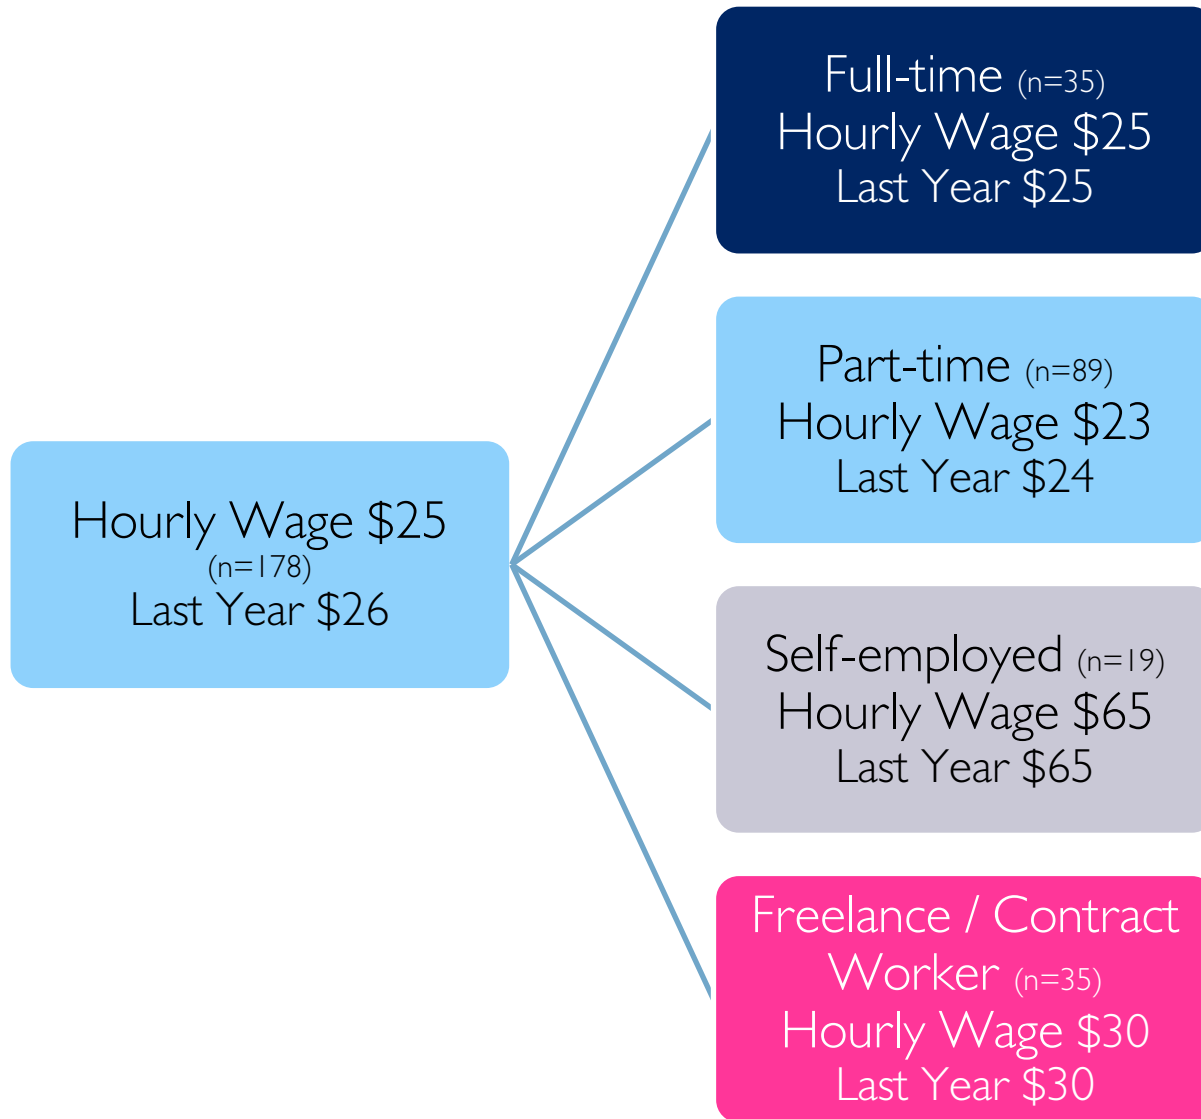 Full-time (n=35)
Hourly Wage $25
Last Year $25
Part-time (n=89)
Hourly Wage $23
Last Year $24
Hourly Wage $25
(n=178)
Last Year $26
Self-employed (n=19)
Hourly Wage $65
Last Year $65
Freelance / Contract
Worker (n=35)
Hourly Wage $30
Last Year $30